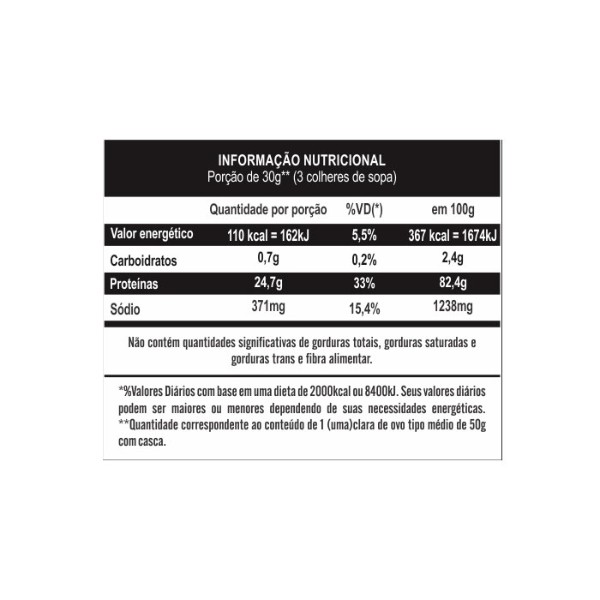 INFORMAÇÃO NUTRICIONAL
Porção de 30g** (3 colheres de sopa)
Quantidade por porção %VD(*) em 100g
Valor energético 110 kcal = 162kJ 5,5% 367 kcal = 1674kJ
Carboidratos 0,7g 0,2% 2,4g
Proteínas 24,7g 33% 82,4g
Sódio 371mg 15,4% 1238mg
Não contém quantidades significativas de gorduras totais, gorduras saturadas e
gorduras trans e fibra alimentar.
*%Valores Diários com base em uma dieta de 2000kcal ou 8400kJ. Seus valores diários
podem ser maiores ou menores dependendo de suas necessidades energéticas.
**Quantidade correspondente ao conteúdo de 1 (uma)clara de ovo tipo médio de 50g
com casca.